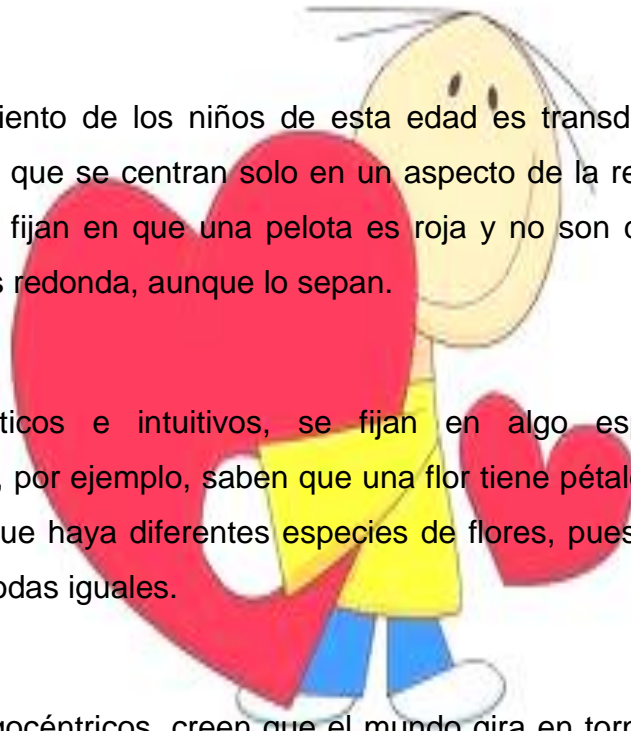 iento de los niños de esta edad es transd
que se centran solo en un aspecto de la re
fijan en que una pelota es roja y no son c
s redonda, aunque lo sepan.
ticos e intuitivos, se fijan en algo es
, por ejemplo, saben que una flor tiene pétal
ue haya diferentes especies de flores, pues
odas iguales.
gocéntricos, creen que el mundo gira en torn